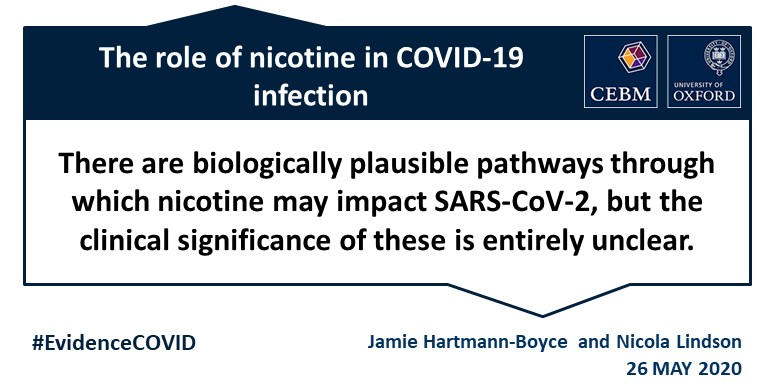 The role of nicotine in COVID-19
infection
CEBM
UNIVERSITY OF
OXFORD
There are biologically plausible pathways through
which nicotine may impact SARS-CoV-2, but the
clinical significance of these is entirely unclear.
#EvidenceCOVID
Jamie Hartmann-Boyce and Nicola Lindson
26 MAY 2020